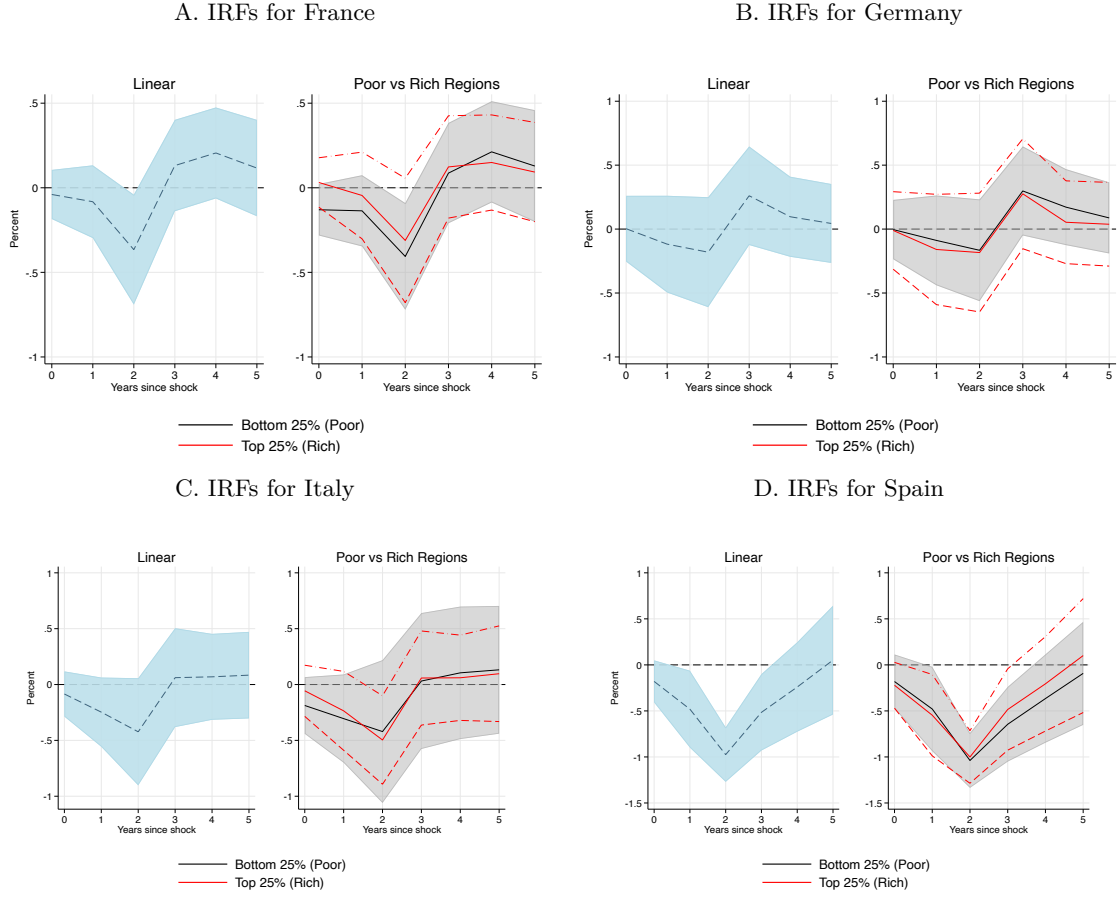 A. IRFs for France
B. IRFs for Germany
Linear
Poor vs Rich Regions
Linear
Poor vs Rich Regions
Percent
.5
0
-.5
-1
.5
0
-.5
-1
0 1 2 3 4 5
Years since shock
0 1 2 3 4 5
Years since shock
Percent
1
.5
0
-.5
-1
1
.5
0
-.5
-1
0 1 2 3 4 5
Years since shock
0 1 2 3 4 5
Years since shock
Bottom 25% (Poor)
Top 25% (Rich)
Bottom 25% (Poor)
Top 25% (Rich)
C. IRFs for Italy
D. IRFs for Spain
Linear
Poor vs Rich Regions
Linear
Poor vs Rich Regions
Percent
1
.5
0
-.5
-1
1
.5
0
-.5
-1
0 1 2 3 4 5
Years since shock
0 1 2 3 4 5
Years since shock
Percent
1
.5
0
-.5
-1
-1.5
1
.5
0
-.5
-1
-1.5
0 1 2 3 4 5
Years since shock
0 1 2 3 4 5
Years since shock
Bottom 25% (Poor)
Top 25% (Rich)
Bottom 25% (Poor)
Top 25% (Rich)